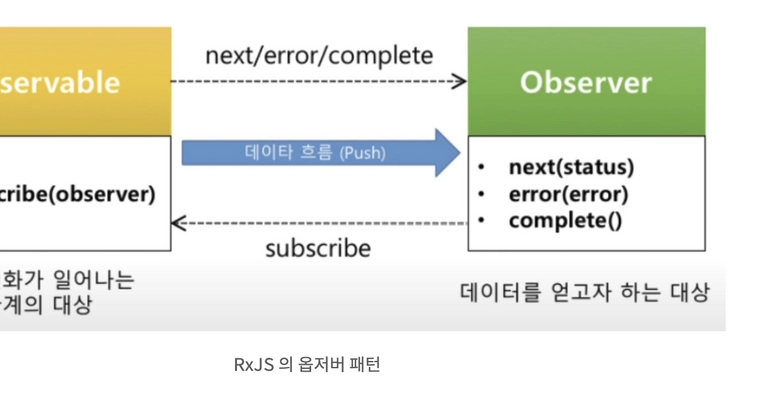 next/error/complete
servable
Observer
데이타 흐름 (Push)
cribe(observer)
• next(status)
• error(error)
• complete()
subscribe
화가 일어나는
계의 대상
데이터를 얻고자 하는 대상
RxJS 의 옵저버 패턴